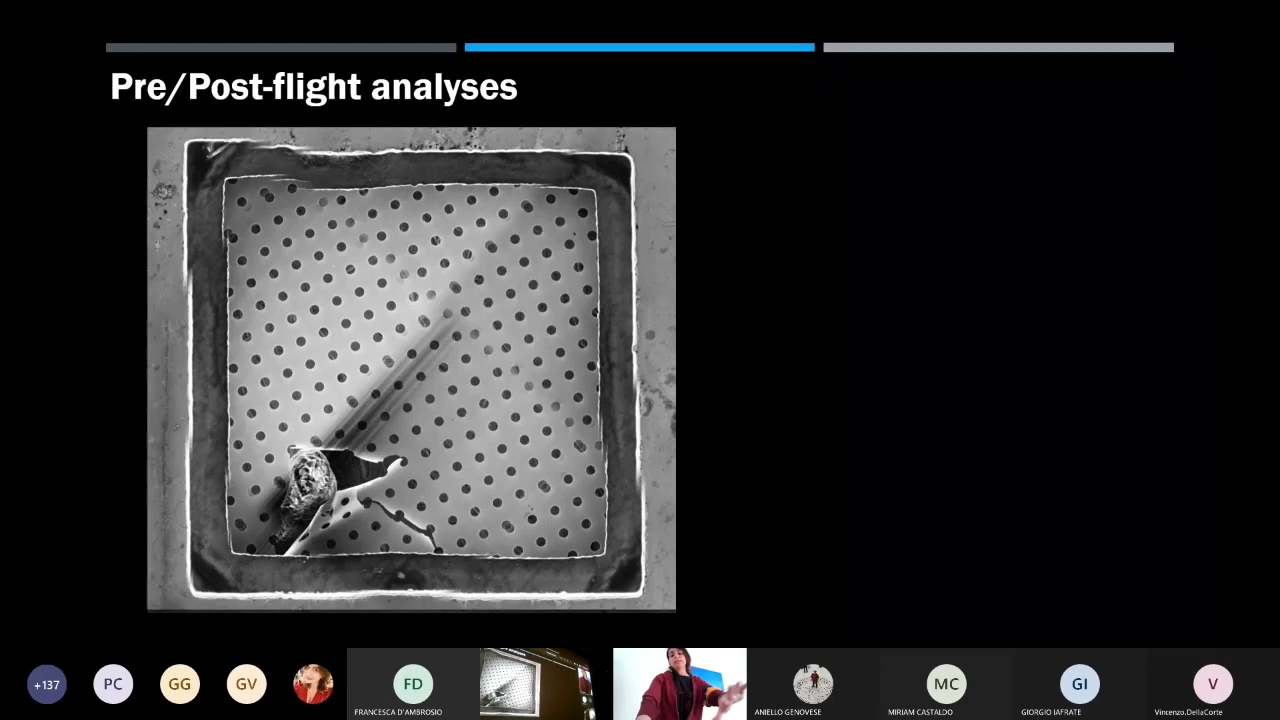 Pre/Post-flight analyses
+137
PC
GG
GV
FD
FRANCESCA D'AMBROSIO
ANIELLO GENOVESE
MC
MIRIAM CASTALDO
GI
GIORGIO IAFRATE
V
Vincenzo.DellaCorte